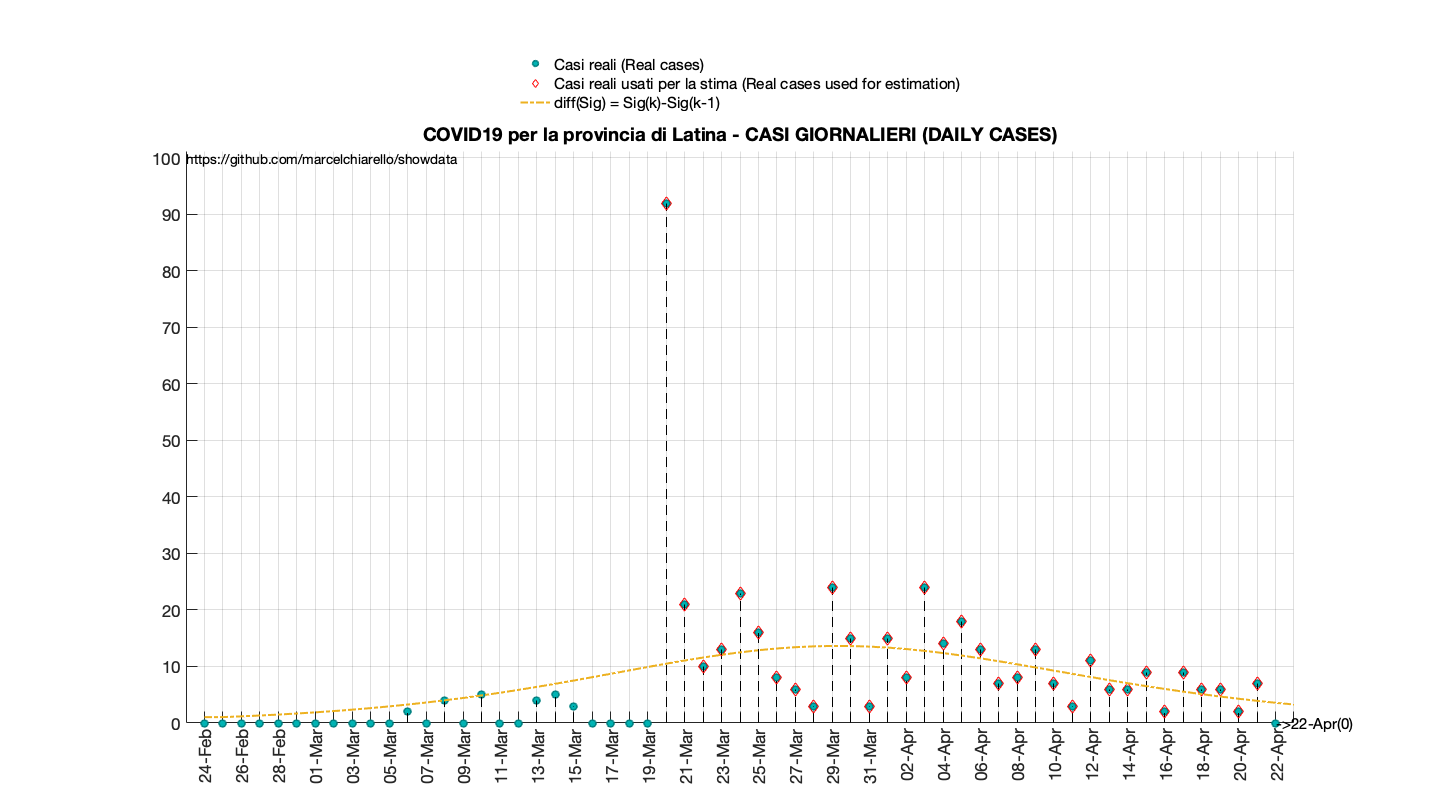 Casi reali (Real cases)
Casi reali usati per la stima (Real cases used for estimation)
diff(Sig) = Sig(k)-Sig(k-1)
COVID19 per la provincia di Latina - CASI GIORNALIERI (DAILY CASES)
https://github.com/marcelchiarello/showdata
100
90
80
70
60
50
40
30
20
10
0
->22-Apr(0)
24-Feb
26-Feb
28-Feb
01-Mar
03-Mar
05-Mar
07-Mar
09-Mar
11-Mar
13-Mar
15-Mar
17-Mar
19-Mar
21-Mar
23-Mar
25-Mar
27-Mar
29-Mar
31-Mar
02-Apr
04-Apr
06-Apr
08-Apr
10-Apr
12-Apr
14-Apr
16-Apr
18-Apr
20-Apr
22-Apr